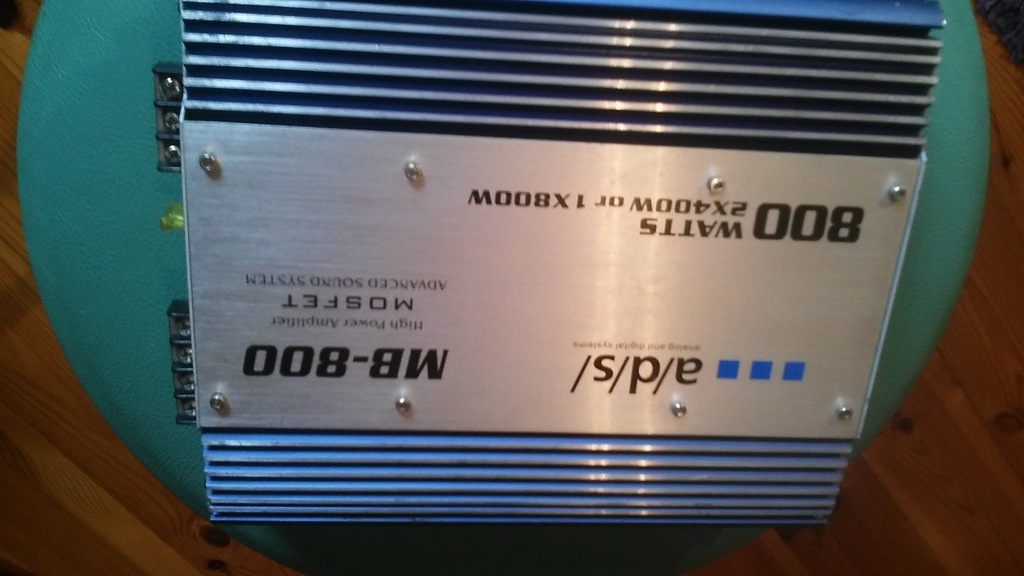 a/d/s/
analog and digital systems
MB-800
High Power Amplifier
MOSFET
ADVANCED SOUND SYSTEM
800 WATTS
2X400W or 1X800W